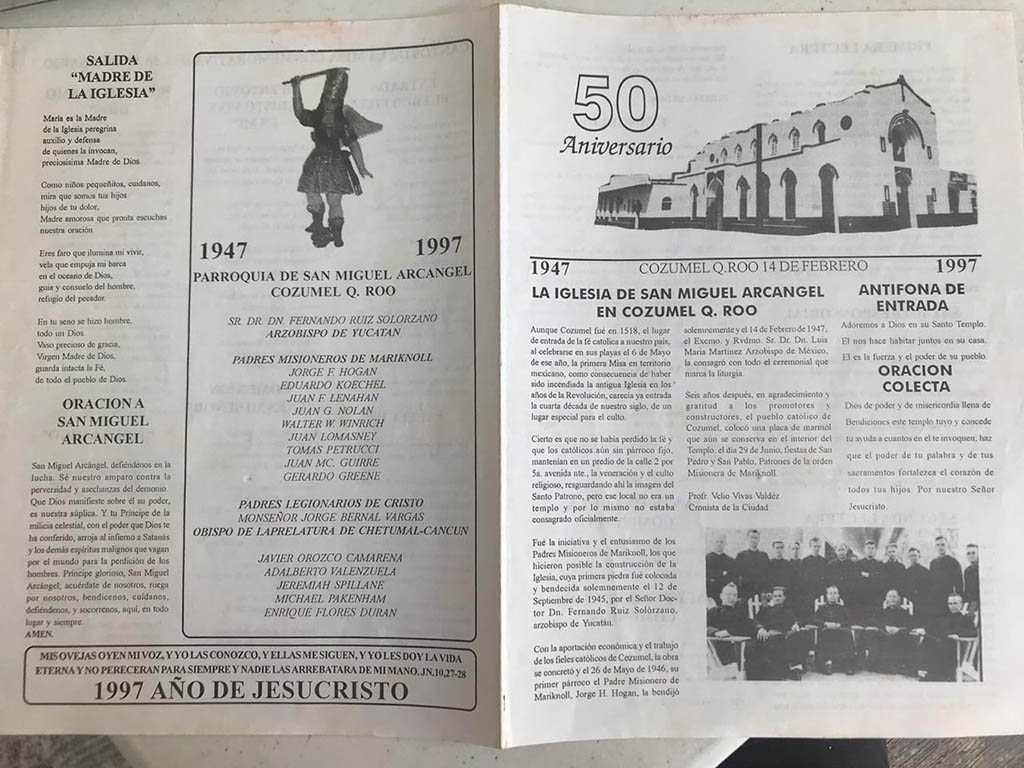 SALIDA
“MADRE DE
LA IGLESIA”
María es la Madre
de la Iglesia peregrina
auxilio y defensa
de quienes la invocan,
preciosísima Madre de Dios.
Como niños pequeñitos, cuidanos,
mira que somos tus hijos
hijos de tu dolor,
Madre amorosa que pronta escuchas
nuestra oración
Eres faro que ilumina mi vivir,
vela que empuja mi barca
en el oceano de Dios,
guia y consuelo del hombre,
refugio del pecador.
En tu seno se hizo hombre,
todo un Dios.
Vaso precioso de gracia,
Virgen Madre de Dios,
guarda intacta la Fé,
de todo el pueblo de Dios.
ORACION A
SAN MIGUEL
ARCANGEL
San Miguel Arcángel, defiéndenos en la
lucha. Sé nuestro amparo contra la
perversidad y asechanzas del demonio.
Que Dios manifieste sobre él su poder,
es nuestra súplica. Y tu Príncipe de la
milicia celestial, con el poder que Dios te
ha conferido, arroja al infierno a Satanás
y los demás espíritus malignos que vagan
por el mundo para la perdición de los
hombres. Príncipe glorioso, San Miguel
Arcángel; acuérdate de nosotros, ruega
por nosotros, bendícenos, cuídanos,
defiéndenos, y socorrenos, aquí, en todo
lugar y siempre.
AMEN.
1947 1997
PARROQUIA DE SAN MIGUEL ARCANGEL
COZUMEL Q. ROO
SR. DR. DN. FERNANDO RUIZ SOLORZANO
ARZOBISPO DE YUCATAN
PADRES MISIONEROS DE MARIKNOLL
JORGE F. HOGAN
EDUARDO KOECHEL
JUAN F. LENAHAN
JUAN G. NOLAN
WALTER W. WINRICH
JUAN LOMASNEY
TOMAS PETRUCCI
JUAN MC. GUIRRE
GERARDO GREENE
PADRES LEGIONARIOS DE CRISTO
MONSEÑOR JORGE BERNAL VARGAS
OBISPO DE LAPRELATURA DE CHETUMAL-CANCUN
JAVIER OROZCO CAMARENA
ADALBERTO VALENZUELA
JEREMIAH SPILLANE
MICHAEL PAKENHAM
ENRIQUE FLORES DURAN
MIS OVEJAS OYEN MI VOZ, Y YO LAS CONOZCO, Y ELLAS ME SIGUEN, Y YO LES DOY LA VIDA
ETERNA Y NO PERECERAN PARA SIEMPRE Y NADIE LAS ARREBATARA DE MI MANO. JN.10,27-28
1997 AÑO DE JESUCRISTO
50
Aniversario
1947 COZUMEL Q.ROO 14 DE FEBRERO 1997
LA IGLESIA DE SAN MIGUEL ARCANGEL
EN COZUMEL Q. ROO
Aunque Cozumel fué en 1518, el lugar
de entrada de la fé católica a nuestro país,
al celebrarse en sus playas el 6 de Mayo
de ese año, la primera Misa en territorio
mexicano, como consecuencia de haber
sido incendiada la antigua Iglesia en los
años de la Revolución, carecía ya entrada
la cuarta década de nuestro siglo, de un
lugar especial para el culto.
Cierto es que no se había perdido la fé y
que los católicos aún sin párroco fijo,
mantenían en un predio de la calle 2 por
5a. avenida nte., la veneración y el culto
religioso, resguardando ahí la imagen del
Santo Patrono, pero ese local no era un
templo y por lo mismo no estaba
consagrado oficialmente.
Fué la iniciativa y el entusiasmo de los
Padres Misioneros de Mariknoll, los que
hicieron posible la construcción de la
Iglesia, cuya primera piedra fué colocada
y bendecida solemnemente el 12 de
Septiembre de 1945, por el Señor Doc-
tor Dn. Fernando Ruiz Solórzano,
arzobispo de Yucatán.
Con la aportación económica y el trabajo
de los fieles católicos de Cozumel, la obra
se concretó y el 26 de Mayo de 1946, su
primer párroco el Padre Misionero de
Mariknoll, Jorge H. Hogan, la bendijó
solemnemente y el 14 de Febrero de 1947,
el Excmo. y Rvdmo. Sr. Dr. Dn. Luis
Maria Martinez Arzobispo de México,
la consagró con todo el ceremonial que
marca la liturgia.
Seis años después, en agradecimiento y
gratitud a los promotores y
constructores, el pueblo católico de
Cozumel, colocó una placa de marmól
que aún se conserva en el interior del
Templo, el día 29 de Junio, fiestas de San
Pedro y San Pablo, Patrones de la orden
Misionera de Mariknoll.
Profr. Velio Vivas Valdéz
Cronista de la Ciudad
ANTIFONA DE
ENTRADA
Adoremos a Dios en su Santo Templo.
El nos hace habitar juntos en su casa.
El es la fuerza y el poder de su pueblo.
ORACION
COLECTA
Dios de poder y de misericordia llena de
Bendiciones este templo tuyo y concede
tu ayuda a cuantos en el te invoquen; haz
que el poder de tu palabra y de tus
sacramentos fortalezca el corazón de
todos tus hijos. Por nuestro Señor
Jesucristo.